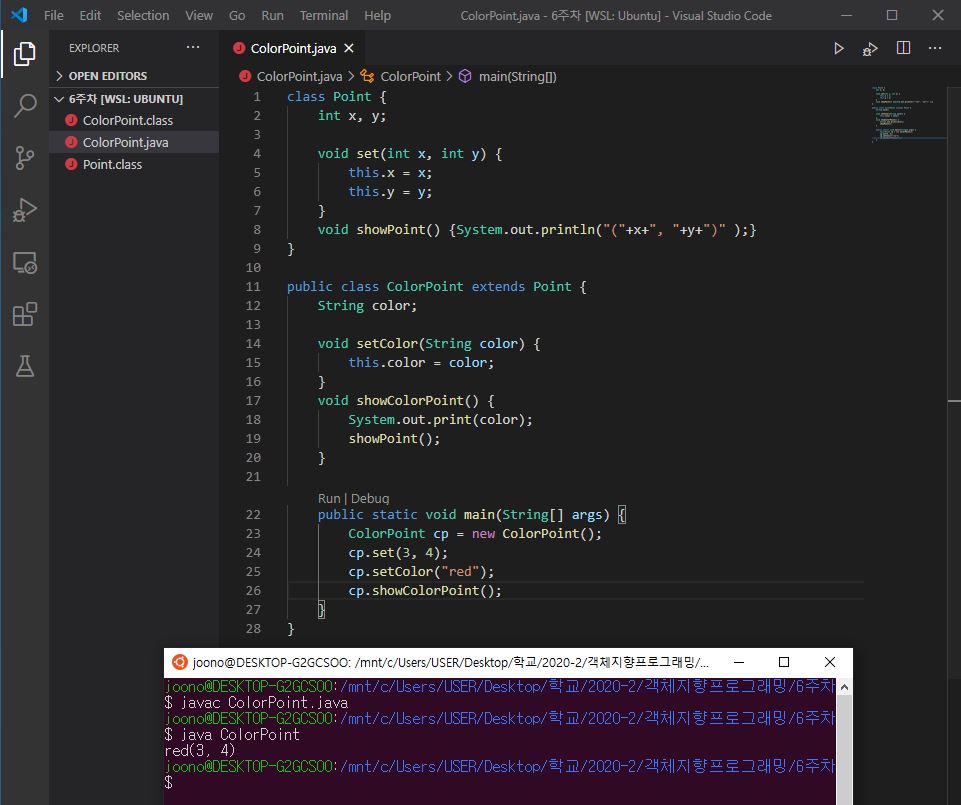 File Edit Selection View Go Run Terminal Help ColorPoint.java - 6주차 [WSL: Ubuntu] - Visual Studio Code
EXPLORER
OPEN EDITORS
6주차 [WSL: UBUNTU]
ColorPoint.class
ColorPoint.java
Point.class
ColorPoint.java
ColorPoint.java > ColorPoint > main(String[])
1 class Point {
2 int x, y;
3
4 void set(int x, int y) {
5 this.x = x;
6 this.y = y;
7 }
8 void showPoint() {System.out.println("("+x+", "+y+")" );}
9 }
10
11 public class ColorPoint extends Point {
12 String color;
13
14 void setColor(String color) {
15 this.color = color;
16 }
17 void showColorPoint() {
18 System.out.print(color);
19 showPoint();
20 }
21
Run | Debug
22 public static void main(String[] args) {
23 ColorPoint cp = new ColorPoint();
24 cp.set(3, 4);
25 cp.setColor("red");
26 cp.showColorPoint();
27 }
28 }
joono@DESKTOP-G2GCSOO: /mnt/c/Users/USER/Desktop/학교/2020-2/객체지향프로그래밍/...
joono@DESKTOP-G2GCSOO:/mnt/c/Users/USER/Desktop/학교/2020-2/객체지향프로그래밍/6주차
$ javac ColorPoint.java
joono@DESKTOP-G2GCSOO:/mnt/c/Users/USER/Desktop/학교/2020-2/객체지향프로그래밍/6주차
$ java ColorPoint
red(3, 4)
joono@DESKTOP-G2GCSOO:/mnt/c/Users/USER/Desktop/학교/2020-2/객체지향프로그래밍/6주차
$